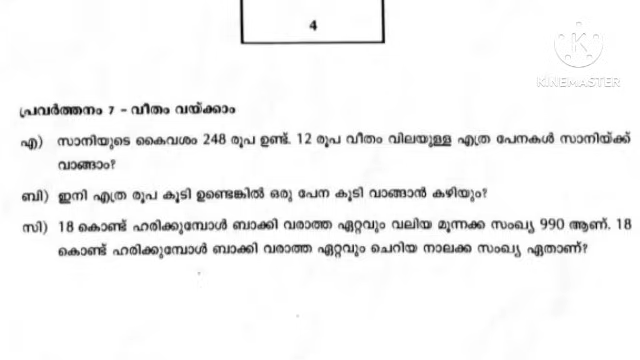 4
KINEMASTER
പ്രവർത്തനം 7 – വീതം വയ്ക്കാം
എ) സാനിയുടെ കൈവശം 248 രൂപ ഉണ്ട്. 12 രൂപ വീതം വിലയുള്ള എത്ര പേനകൾ സാനിയ്ക്ക്
വാങ്ങാം?
ബി) ഇനി എത്ര രൂപ കൂടി ഉണ്ടെങ്കിൽ ഒരു പേന കൂടി വാങ്ങാൻ കഴിയും?
സി) 18 കൊണ്ട് ഹരിക്കുമ്പോൾ ബാക്കി വരാത്ത ഏറ്റവും വലിയ മൂന്നക്ക സംഖ്യ 990 ആണ്. 18
കൊണ്ട് ഹരിക്കുമ്പോൾ ബാക്കി വരാത്ത ഏറ്റവും ചെറിയ നാലക്ക സംഖ്യ ഏതാണ്?